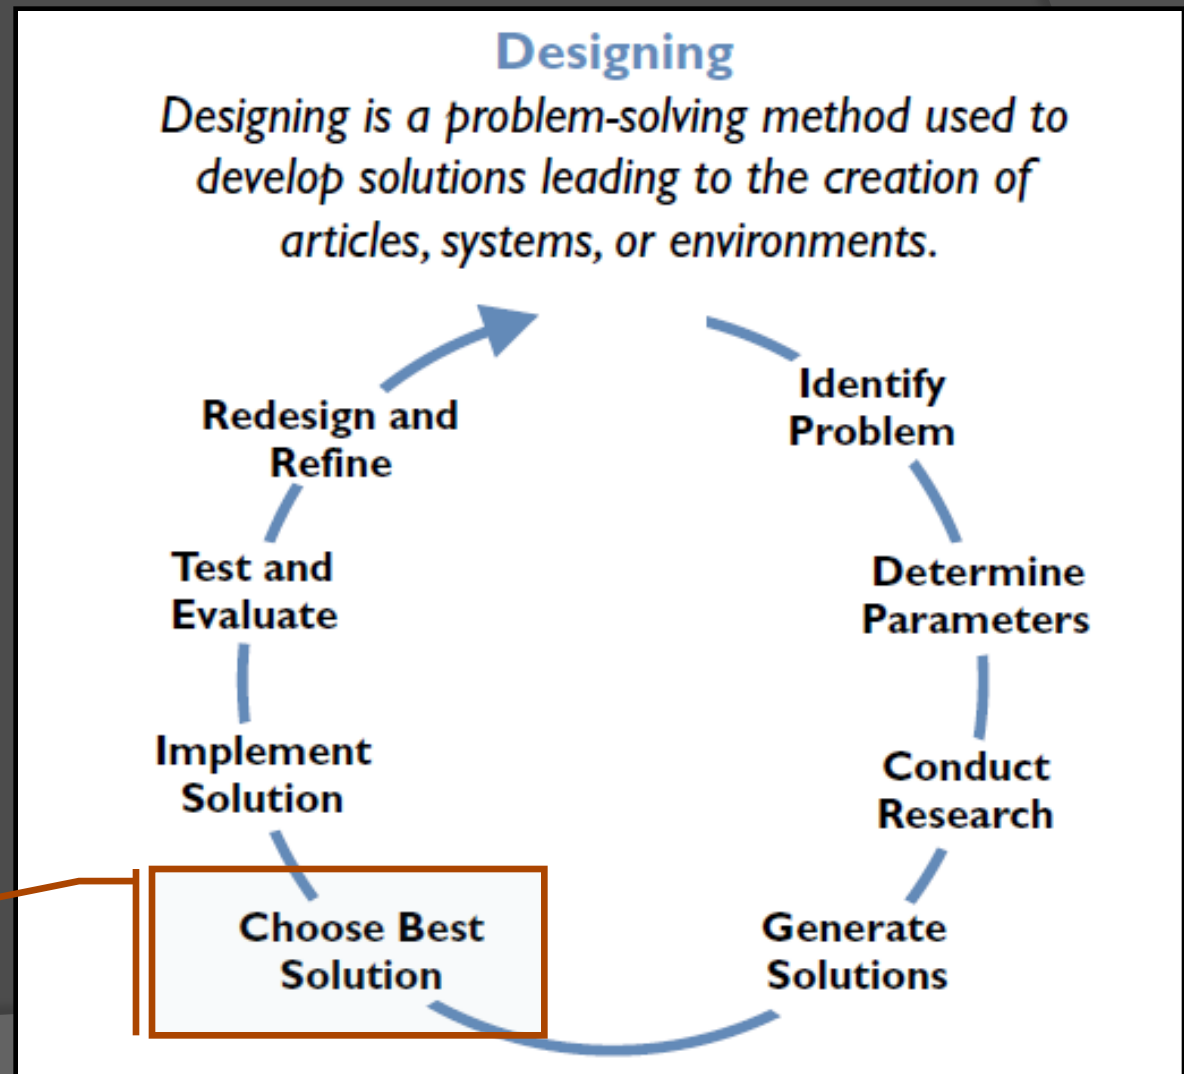 Designing
Designing is a problem-solving method used to
develop solutions leading to the creation of
articles, systems, or environments.
Identify
Problem
Determine
Parameters
Conduct
Research
Generate
Solutions
Choose Best
Solution
Implement
Solution
Test and
Evaluate
Redesign and
Refine